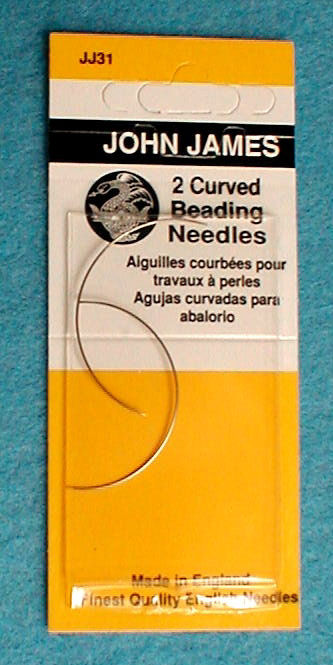 JJ31
JOHN JAMES
2 Curved
Beading
Needles
Aiguilles courbées pour
travaux à perles
Agujas curvadas para
abalorio
Made in England
Finest Quality English Needles